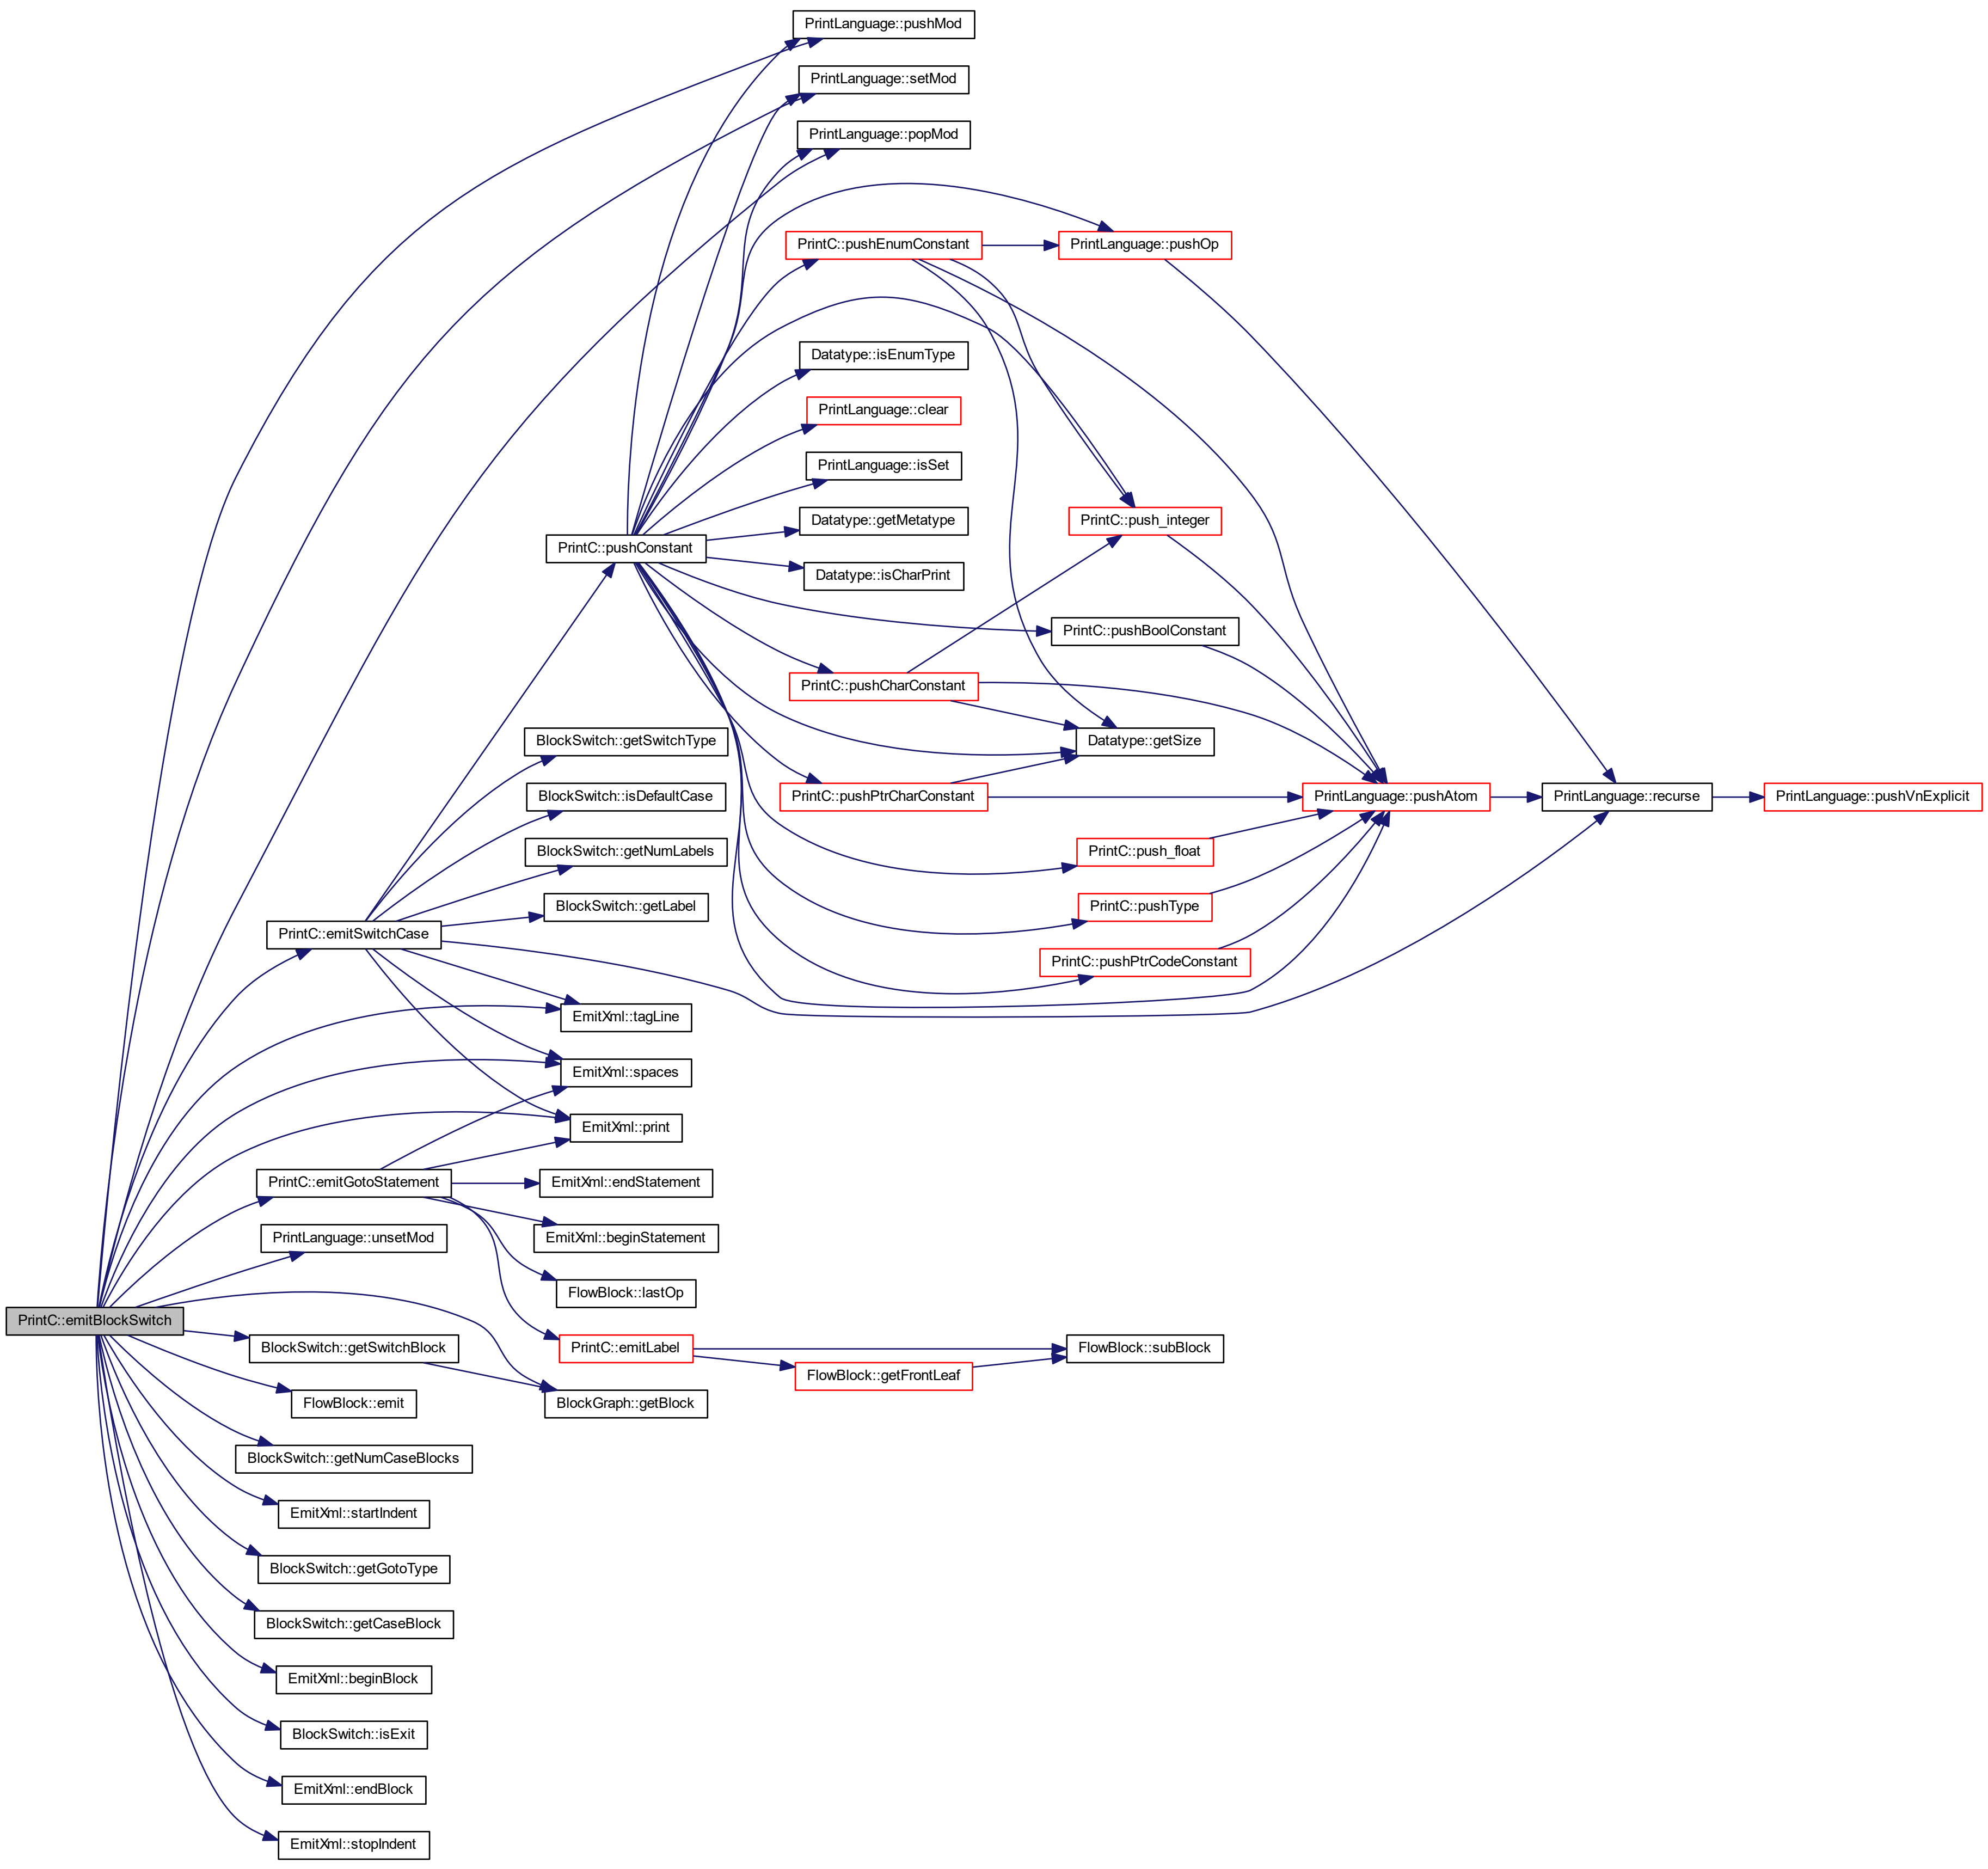 PrintLanguage::pushMod
PrintLanguage::setMod
PrintLanguage::popMod
PrintC::pushEnumConstant
PrintLanguage::pushOp
Datatype::isEnumType
PrintLanguage::clear
PrintLanguage::isSet
Datatype::getMetatype
PrintC::push_integer
PrintC::pushConstant
Datatype::isCharPrint
PrintC::pushBoolConstant
PrintC::pushCharConstant
BlockSwitch::getSwitchType
Datatype::getSize
BlockSwitch::isDefaultCase
PrintC::pushPtrCharConstant
PrintLanguage::pushAtom
PrintLanguage::recurse
PrintLanguage::pushVnExplicit
BlockSwitch::getNumLabels
PrintC::push_float
BlockSwitch::getLabel
PrintC::pushType
PrintC::emitSwitchCase
PrintC::pushPtrCodeConstant
EmitXml::tagLine
EmitXml::spaces
EmitXml::print
PrintC::emitGotoStatement
EmitXml::endStatement
PrintLanguage::unsetMod
EmitXml::beginStatement
FlowBlock::lastOp
PrintC::emitBlockSwitch
BlockSwitch::getSwitchBlock
PrintC::emitLabel
FlowBlock::subBlock
FlowBlock::getFrontLeaf
FlowBlock::emit
BlockGraph::getBlock
BlockSwitch::getNumCaseBlocks
EmitXml::startIndent
BlockSwitch::getGotoType
BlockSwitch::getCaseBlock
EmitXml::beginBlock
BlockSwitch::isExit
EmitXml::endBlock
EmitXml::stopIndent